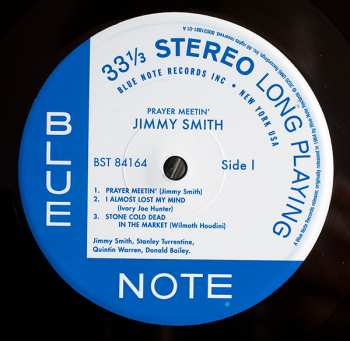 33 1/3 STEREO LONG PLAYING
BLUE NOTE RECORDS INC • NEW YORK USA
PRAYER MEETIN'
JIMMY SMITH
BST 84164
Side I
1. PRAYER MEETIN' (Jimmy Smith)
2. I ALMOST LOST MY MIND
(Ivory Joe Hunter)
3. STONE COLD DEAD
IN THE MARKET (Wilmoth Houdini)
Jimmy Smith, Stanley Turrentine,
Quintin Warren, Donald Bailey.
BLUE
NOTE